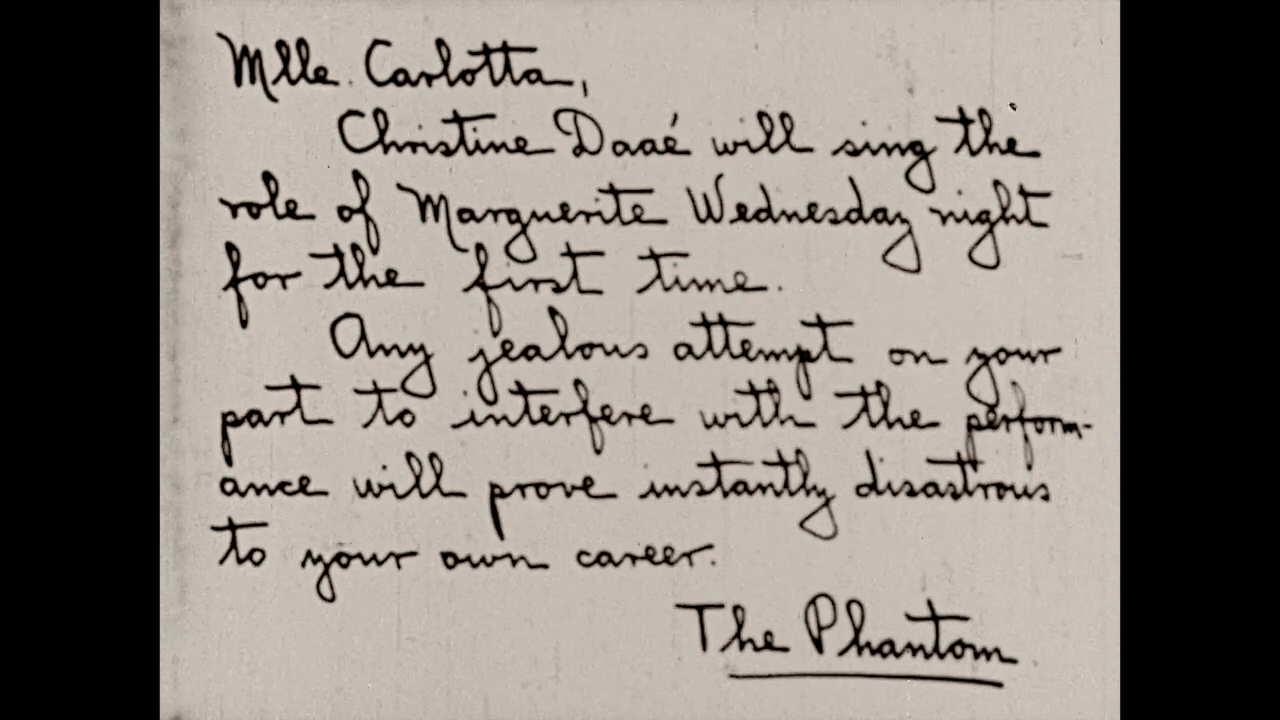 Mlle. Carlotta,
Christine Daaé will sing the
role of Marguerite Wednesday night
for the first time.
Any jealous attempt on your
part to interfere with the perform-
ance will prove instantly disastrous
to your own career.
The Phantom